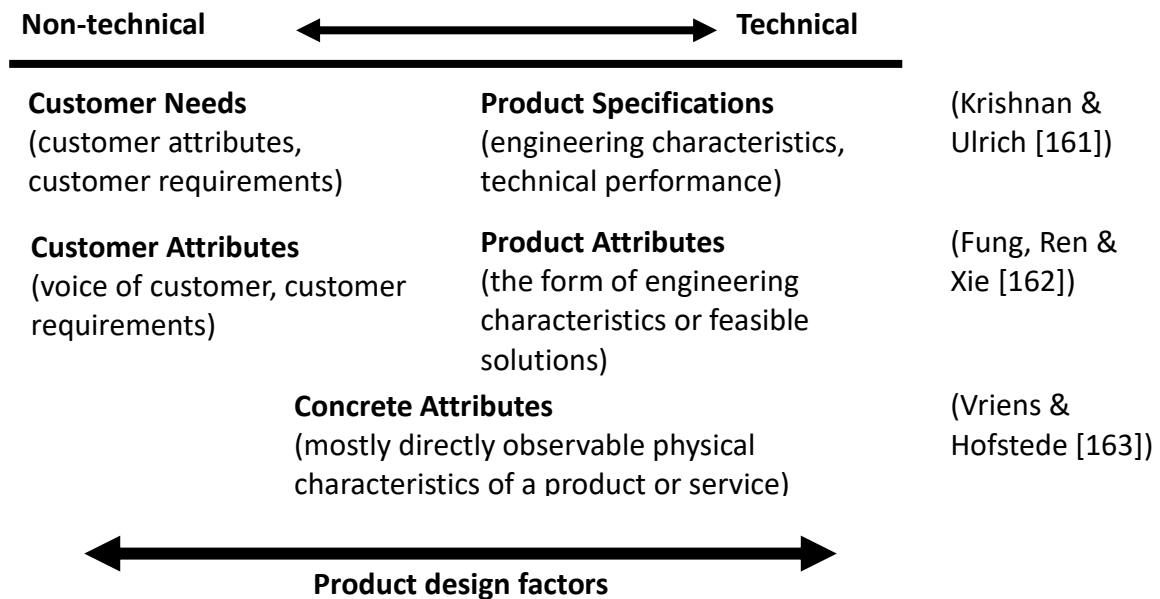 Non-technical
Technical
Customer Needs
(customer attributes,
customer requirements)
Product Specifications
(engineering characteristics,
technical performance)
(Krishnan &
Ulrich [161])
Customer Attributes
(voice of customer, customer
requirements)
Product Attributes
(the form of engineering
characteristics or feasible
solutions)
(Fung, Ren &
Xie [162])
Concrete Attributes
(mostly directly observable physical
characteristics of a product or service)
(Vriens &
Hofstede [163])
Product design factors